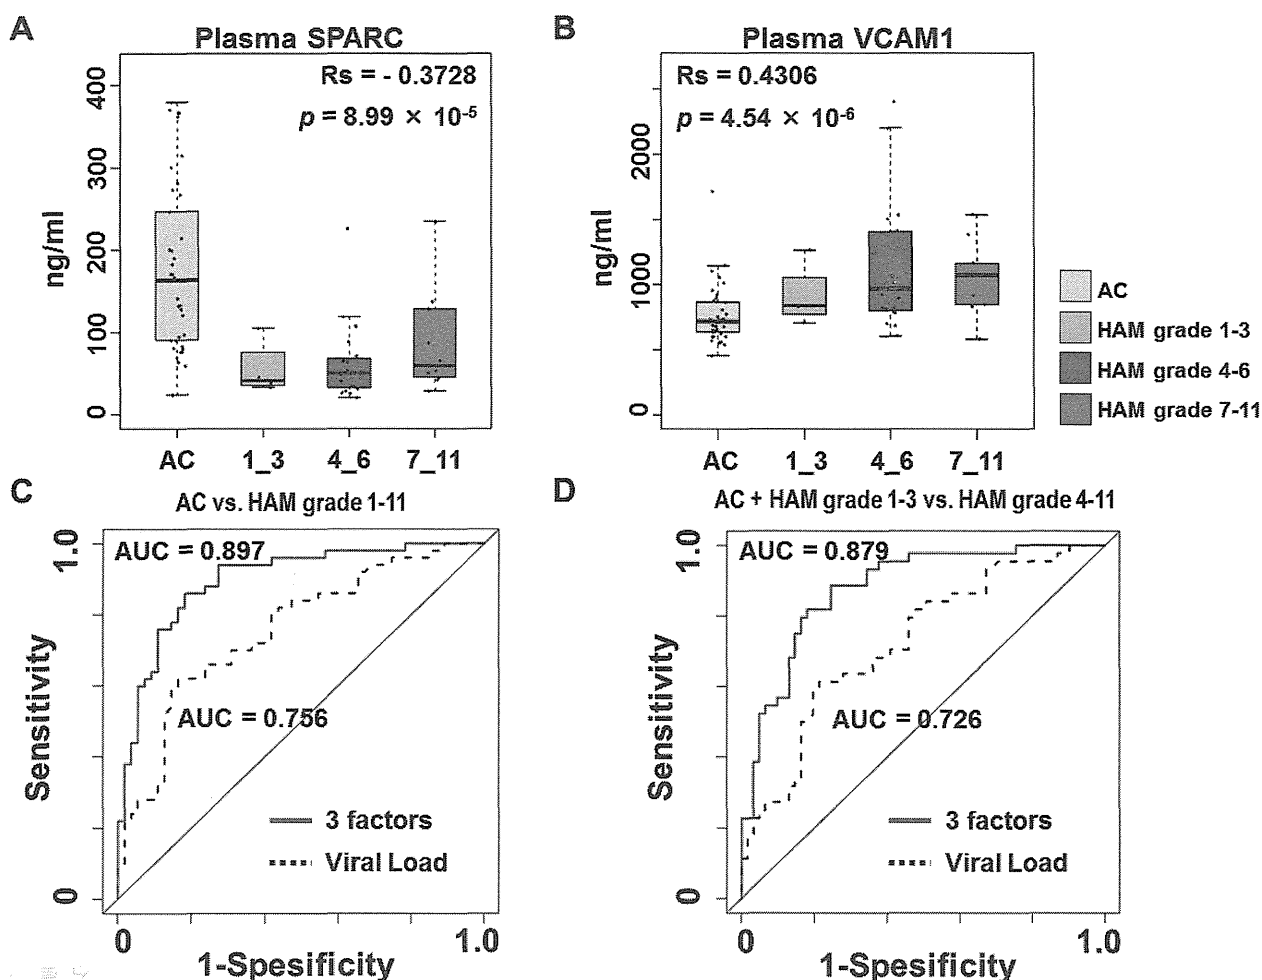 A
Plasma SPARC
Rs = - 0.3728
p = 8.99 × 10-5
ng/ml
400
300
200
100
0
AC 1_3 4_6 7_11
B
Plasma VCAM1
Rs = 0.4306
p = 4.54 × 10-6
ng/ml
2000
1000
0
AC 1_3 4_6 7_11
AC
HAM grade 1-3
HAM grade 4-6
HAM grade 7-11
C
AC vs. HAM grade 1-11
AUC = 0.897
AUC = 0.756
3 factors
Viral Load
Sensitivity
1.0
0
0 1.0
1-Spesificity
D
AC + HAM grade 1-3 vs. HAM grade 4-11
AUC = 0.879
AUC = 0.726
3 factors
Viral Load
Sensitivity
1.0
0
0 1.0
1-Spesificity